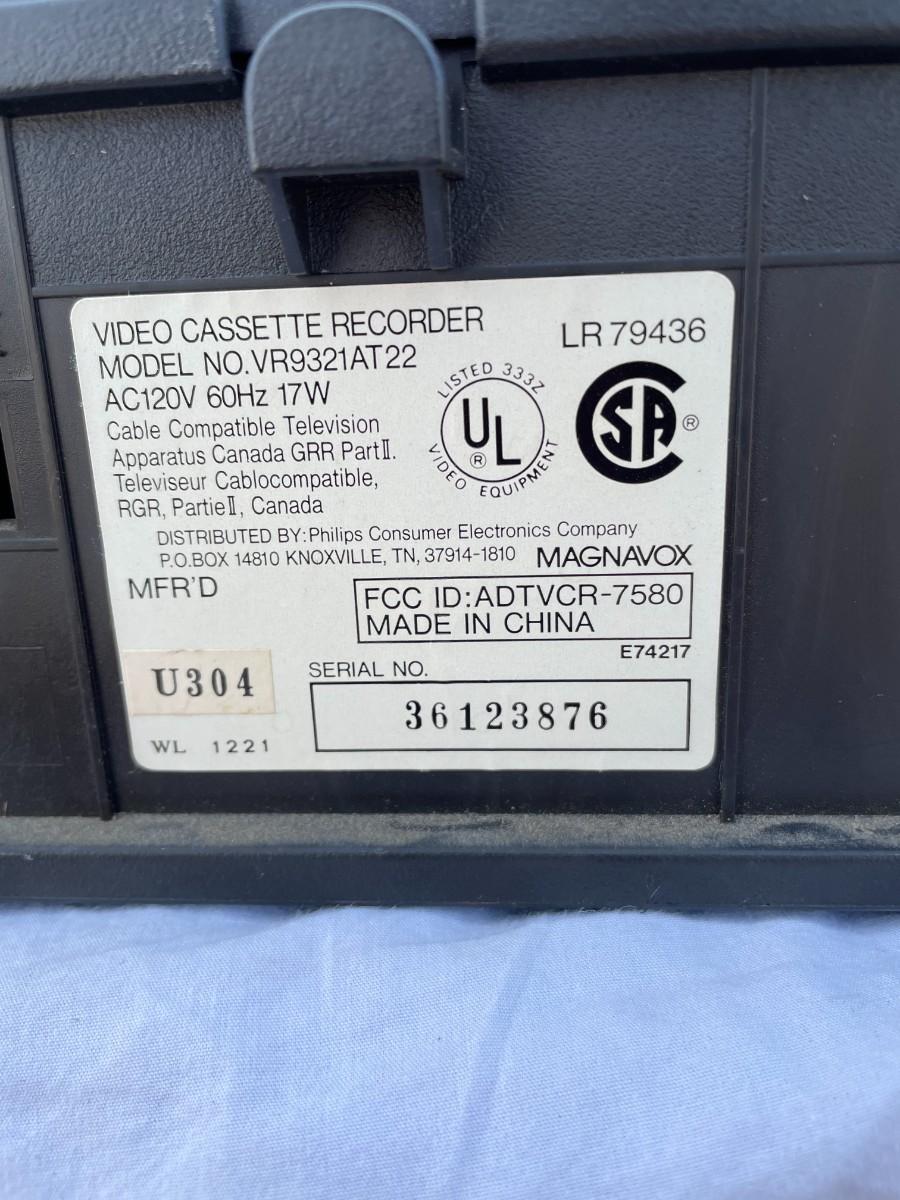 VIDEO CASSETTE RECORDER
MODEL NO.VR9321AT22
AC120V 60Hz 17W
Cable Compatible Television
Apparatus Canada GRR PartⅡ.
Televiseur Cablocompatible,
RGR, PartieⅡ, Canada
LISTED 333Z
UL ®
VIDEO EQUIPMENT
LR 79436
CSA ®
DISTRIBUTED BY:Philips Consumer Electronics Company
P.O.BOX 14810 KNOXVILLE, TN, 37914-1810 MAGNAVOX
MFR'D
FCC ID:ADTVCR-7580
MADE IN CHINA
E74217
U304
SERIAL NO.
36123876
WL 1221